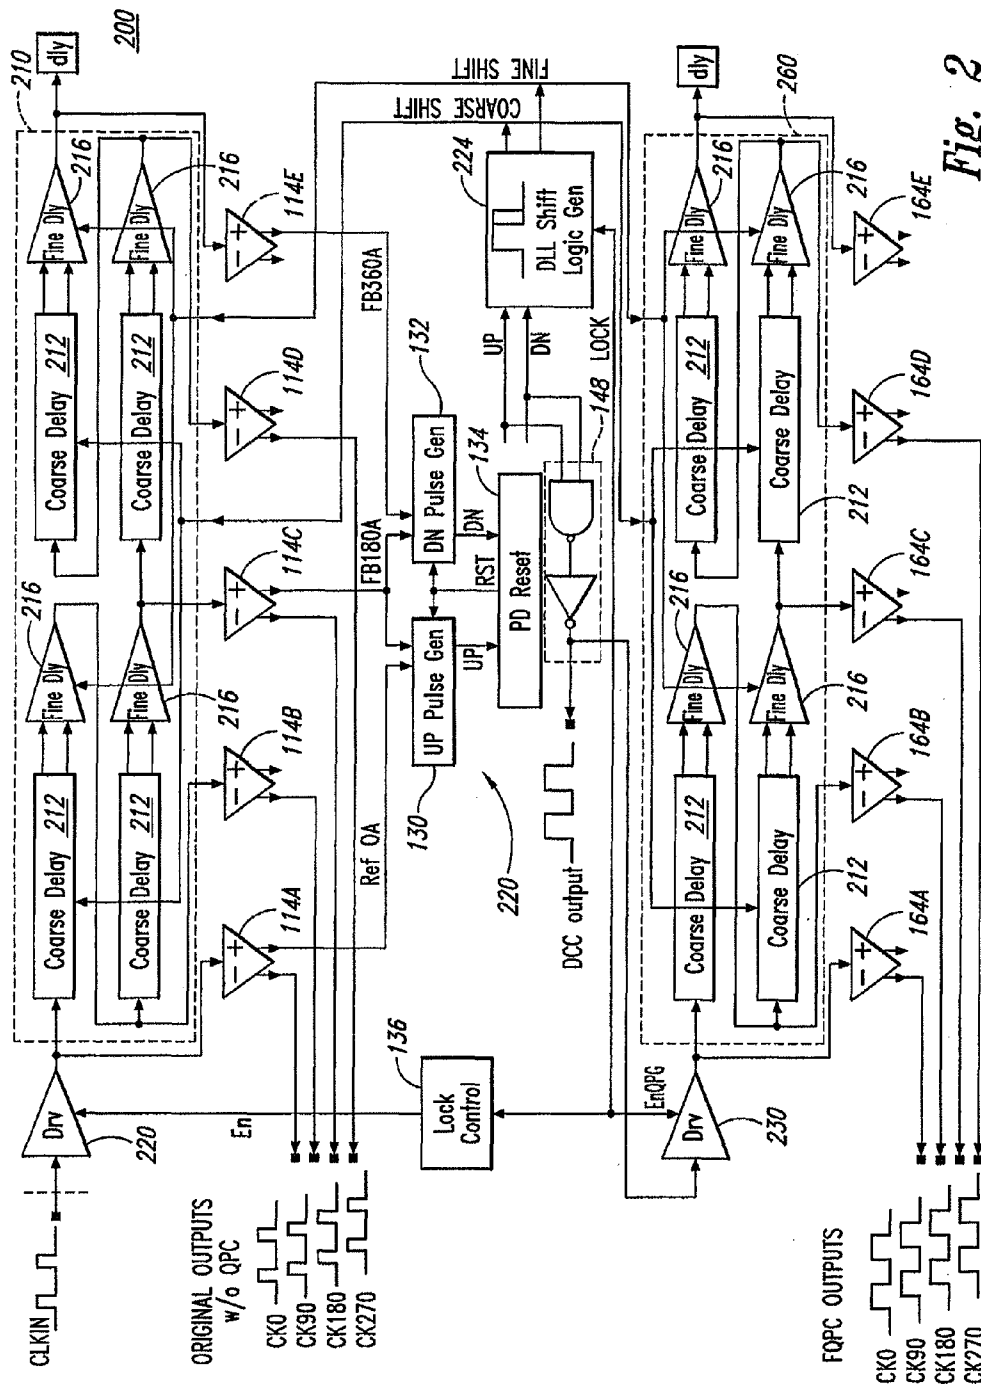 CLKIN
Drv
220
210
200
Coarse Delay 212
Fine Dly
216
Coarse Delay 212
Fine Dly
216
dly
Coarse Delay 212
Fine Dly
216
Coarse Delay 212
Fine Dly
216
− +
114A
− +
114B
− +
114C
− +
114D
− +
114E
En
ORIGINAL OUTPUTS
w/o QPC
CK0
CK90
CK180
CK270
Lock
Control
136
Ref 0A
FB180A
FB360A
UP Pulse Gen
130
DN Pulse Gen
132
UP
RST
DN
PD Reset
134
220
148
UP
DN
DLL Shift
Logic Gen
224
COARSE SHIFT
FINE SHIFT
LOCK
DCC output
EnQPG
Drv
230
Coarse Delay 212
Fine Dly
216
Coarse Delay 212
Fine Dly
216
dly
Coarse Delay
212
Fine Dly
216
Coarse Delay
212
Fine Dly
216
260
− +
164A
− +
164B
− +
164C
− +
164D
− +
164E
FQPC OUTPUTS
CK0
CK90
CK180
CK270
Fig. 2